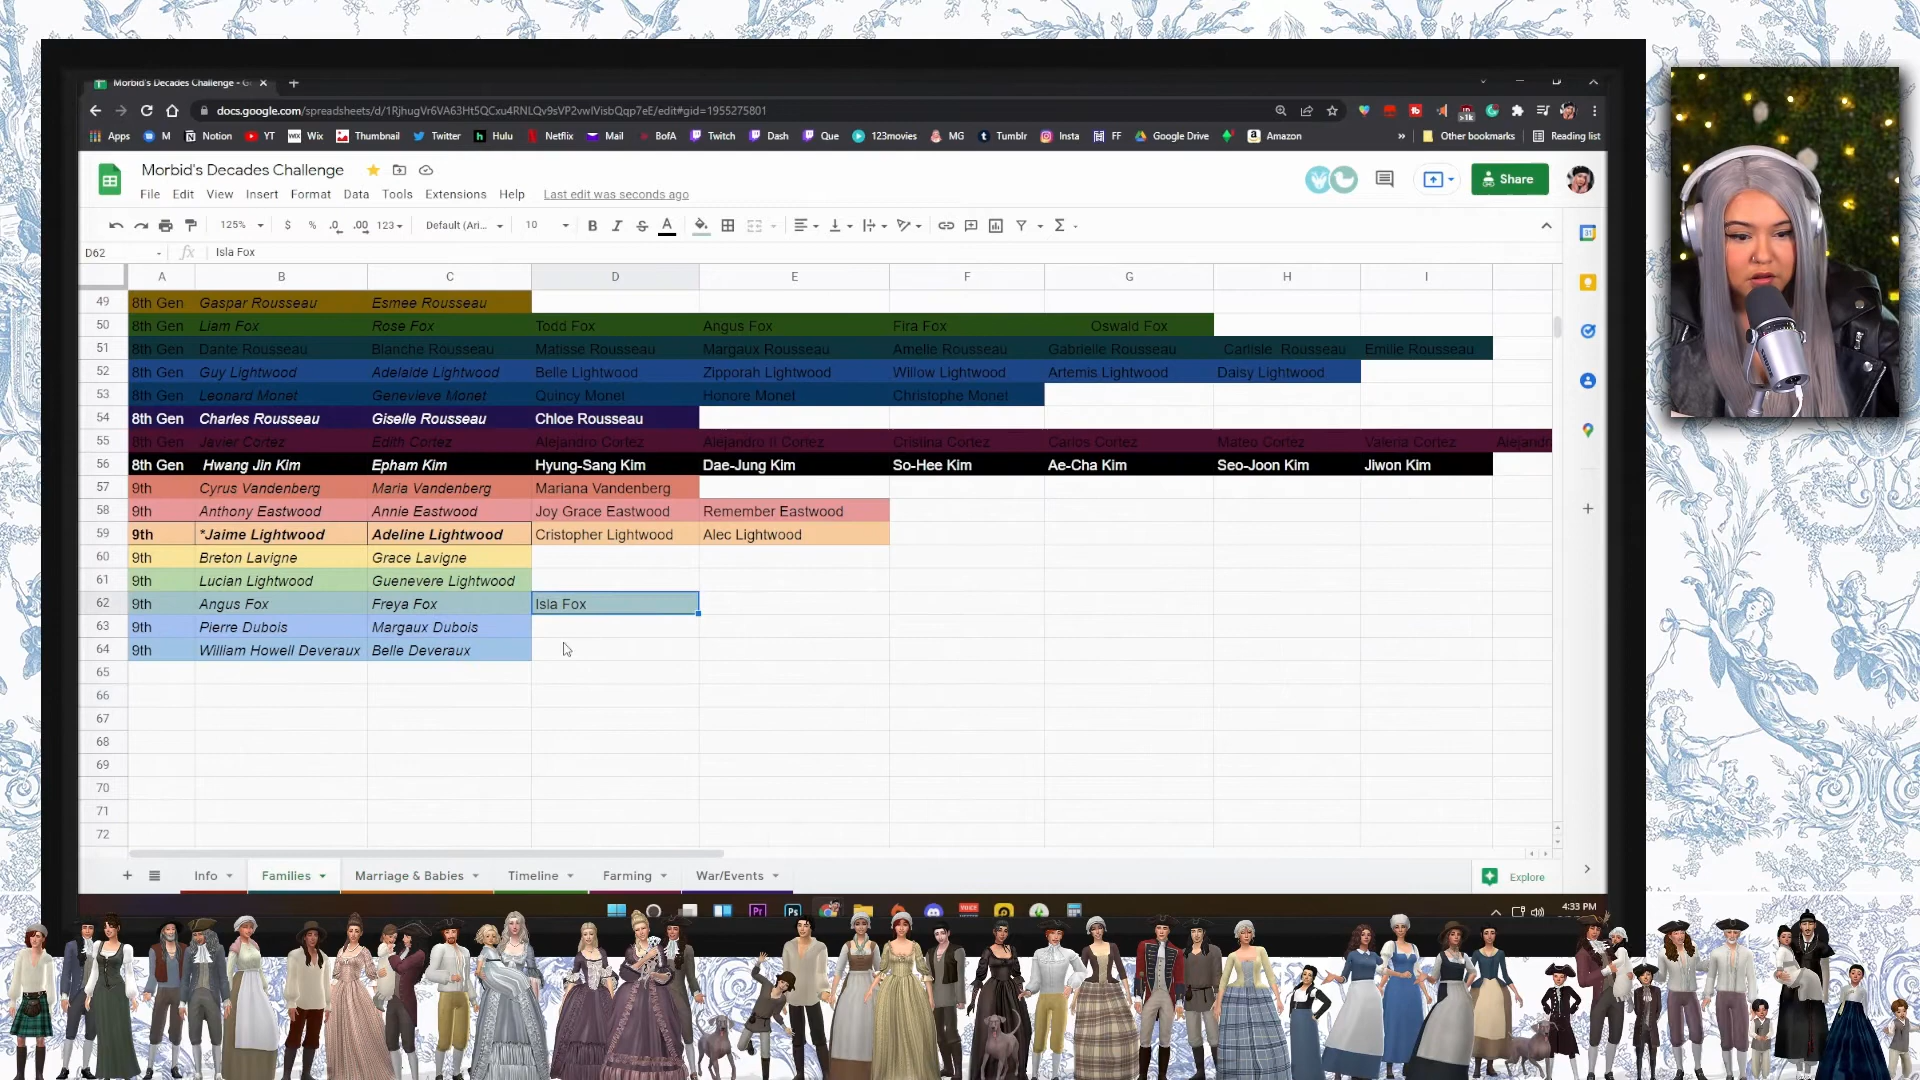 Morbid's Decades Challenge - G
docs.google.com/spreadsheets/d/1RjhugVr6VA63Ht5QCxu4RNLQv9sVP2vwIVisbQqp7eE/edit#gid=1955275801
Apps M Notion YT Wix Thumbnail Twitter Hulu Netflix Mail BofA Twitch Dash Que 123movies MG Tumblr Insta FF Google Drive Amazon » Other bookmarks Reading list
Morbid's Decades Challenge
File Edit View Insert Format Data Tools Extensions Help Last edit was seconds ago
Share
125% $ % .0 .00 123 Default (Ari... 10 B I S A
D62 fx Isla Fox
A B C D E F G H I
49 8th Gen Gaspar Rousseau Esmee Rousseau
50 8th Gen Liam Fox Rose Fox Todd Fox Angus Fox Fira Fox Oswald Fox
51 8th Gen Dante Rousseau Blanche Rousseau Matisse Rousseau Margaux Rousseau Amelle Rousseau Gabrielle Rousseau Carlisle Rousseau Emilie Rousseau
52 8th Gen Guy Lightwood Adelaide Lightwood Belle Lightwood Zipporah Lightwood Willow Lightwood Artemis Lightwood Daisy Lightwood
53 8th Gen Leonard Monet Genevieve Monet Quincy Monet Honore Monet Christophe Monet
54 8th Gen Charles Rousseau Giselle Rousseau Chloe Rousseau
55 8th Gen Javier Cortez Edith Cortez Alejandro Cortez Alejandro II Cortez Cristina Cortez Carlos Cortez Mateo Cortez Valeria Cortez Alejandr
56 8th Gen Hwang Jin Kim Epham Kim Hyung-Sang Kim Dae-Jung Kim So-Hee Kim Ae-Cha Kim Seo-Joon Kim Jiwon Kim
57 9th Cyrus Vandenberg Maria Vandenberg Mariana Vandenberg
58 9th Anthony Eastwood Annie Eastwood Joy Grace Eastwood Remember Eastwood
59 9th *Jaime Lightwood Adeline Lightwood Cristopher Lightwood Alec Lightwood
60 9th Breton Lavigne Grace Lavigne
61 9th Lucian Lightwood Guenevere Lightwood
62 9th Angus Fox Freya Fox Isla Fox
63 9th Pierre Dubois Margaux Dubois
64 9th William Howell Deveraux Belle Deveraux
65
66
67
68
69
70
71
72
Info Families Marriage & Babies Timeline Farming War/Events Explore
4:33 PM